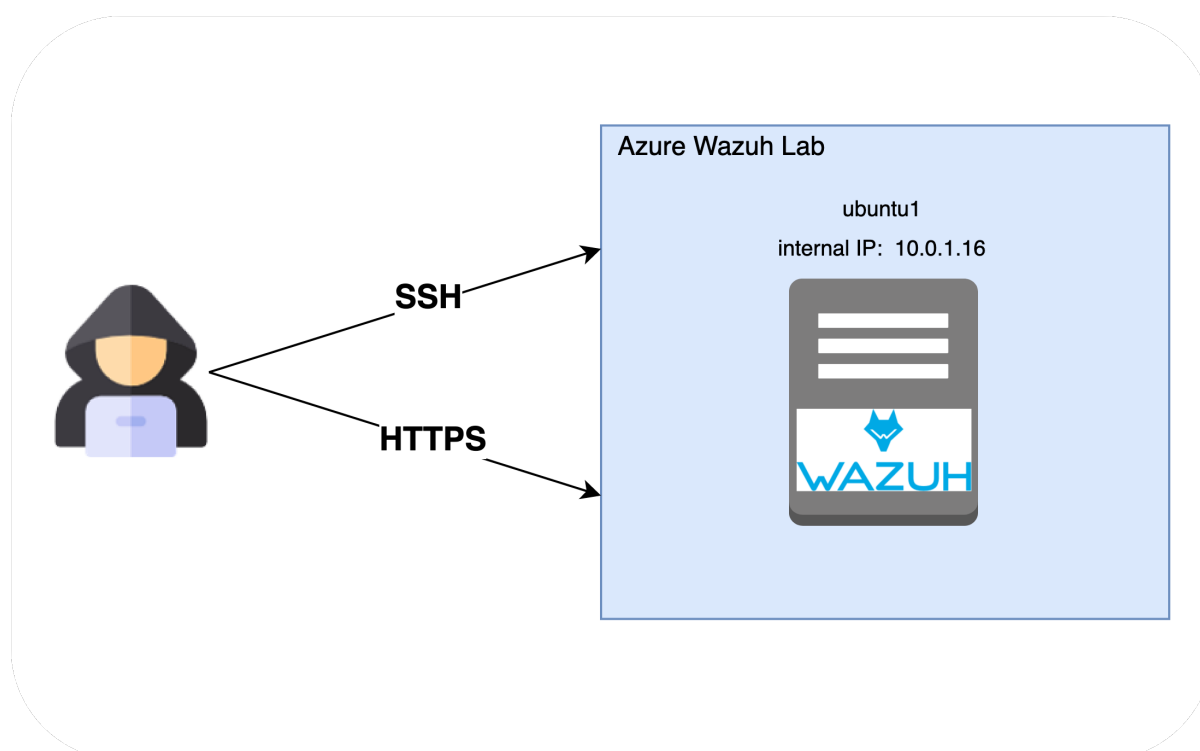 Azure Wazuh Lab
ubuntu1
internal IP: 10.0.1.16
SSH
HTTPS
WAZUH